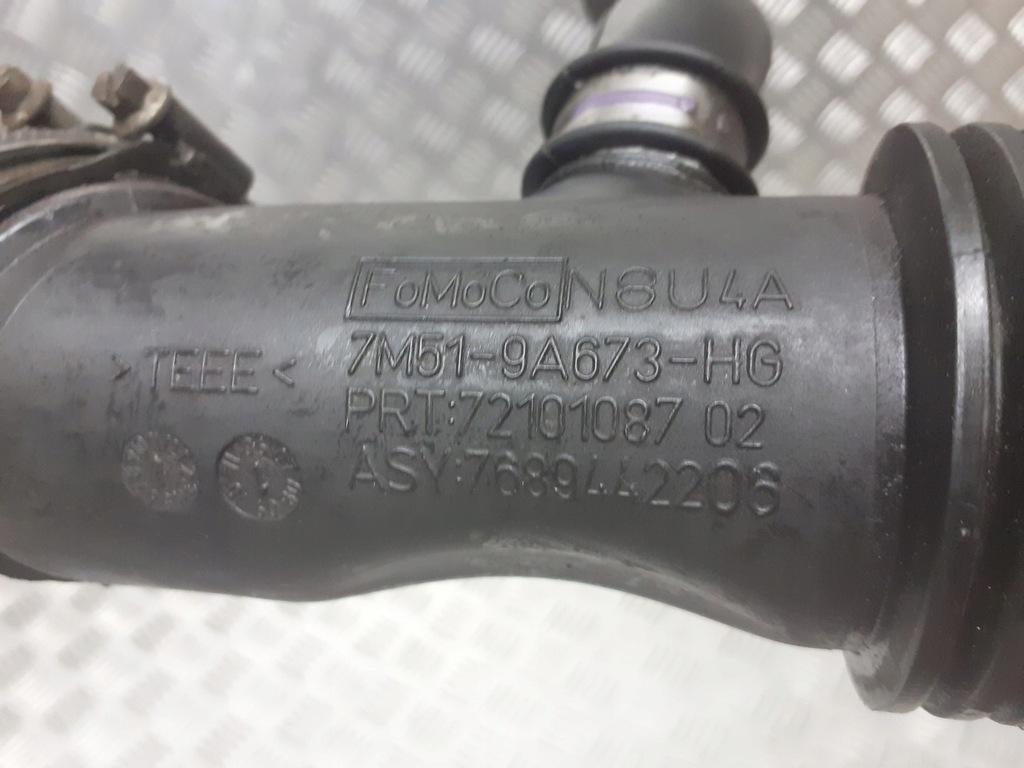 FoMoCo N8U4A
7M51-9A673-HG
>TEEE<
PRT:72101087 02
ASY:7689442206